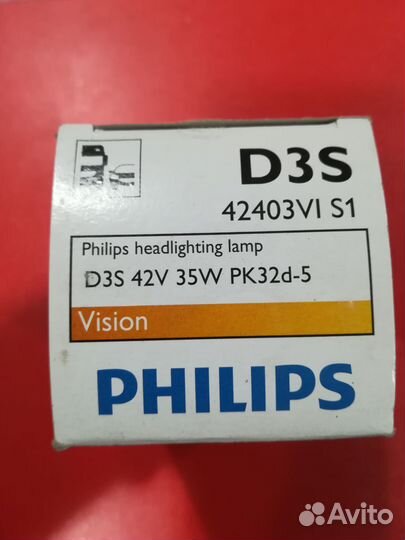 D3S
42403VI S1
Philips headlighting lamp
D3S 42V 35W PK32d-5
Vision
PHILIPS
Avito